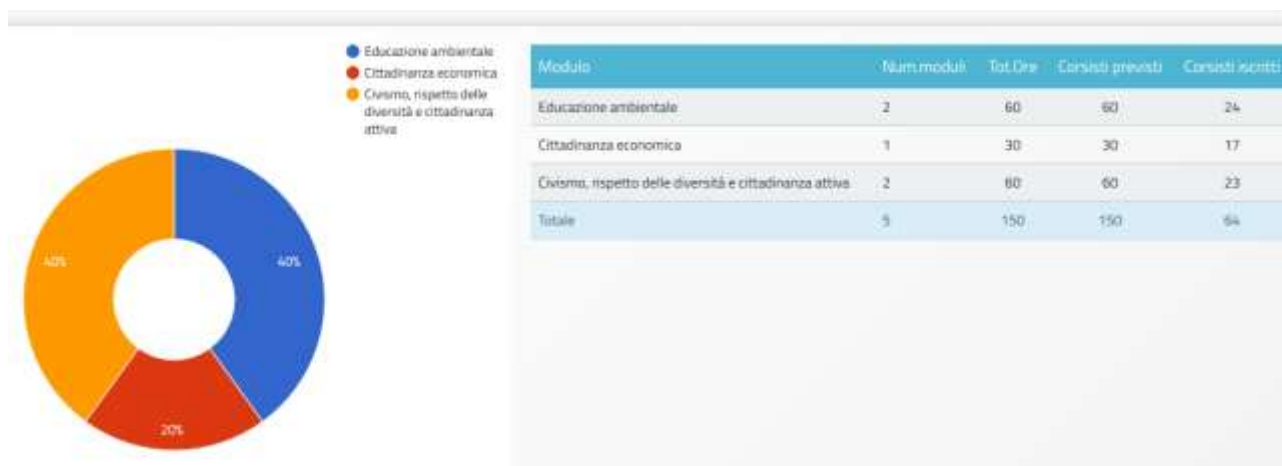 Educazione ambientale
Cittadinanza economica
Civismo, rispetto delle
diversità e cittadinanza
attiva
40%
40%
20%
Modulo Num.moduli Tot.Ore Corsisti previsti Corsisti iscritti
Educazione ambientale 2 60 60 24
Cittadinanza economica 1 30 30 17
Civismo, rispetto delle diversità e cittadinanza attiva 2 60 60 23
Totale 5 150 150 64